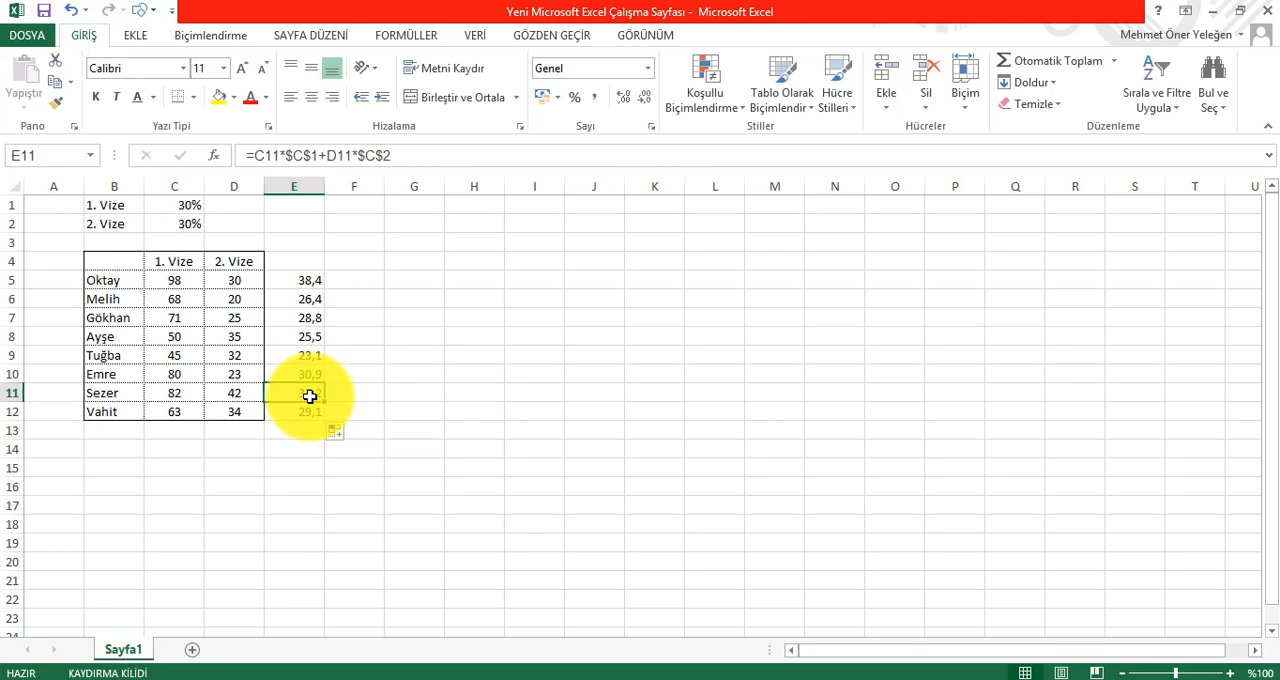 Yeni Microsoft Excel Çalışma Sayfası - Microsoft Excel
DOSYA GİRİŞ EKLE Biçimlendirme SAYFA DÜZENİ FORMÜLLER VERİ GÖZDEN GEÇİR GÖRÜNÜM Mehmet Öner Yeleğen
Yapıştır
Calibri 11
K T A
Metni Kaydır
Birleştir ve Ortala
Genel
Koşullu Biçimlendirme
Tablo Olarak Biçimlendir
Hücre Stilleri
Ekle Sil Biçim
Otomatik Toplam
Doldur
Temizle
Sırala ve Filtre Uygula
Bul ve Seç
Pano Yazı Tipi Hizalama Sayı Stiller Hücreler Düzenleme
E11 fx =C11*$C$1+D11*$C$2
A B C D E F G H I J K L M N O P Q R S T U
1 1. Vize 30%
2 2. Vize 30%
3
4 1. Vize 2. Vize
5 Oktay 98 30 38,4
6 Melih 68 20 26,4
7 Gökhan 71 25 28,8
8 Ayşe 50 35 25,5
9 Tuğba 45 32 23,1
10 Emre 80 23 30,9
11 Sezer 82 42
12 Vahit 63 34 29,1
13
14
15
16
17
18
19
20
21
22
23
24
Sayfa1
HAZIR KAYDIRMA KİLİDİ %100